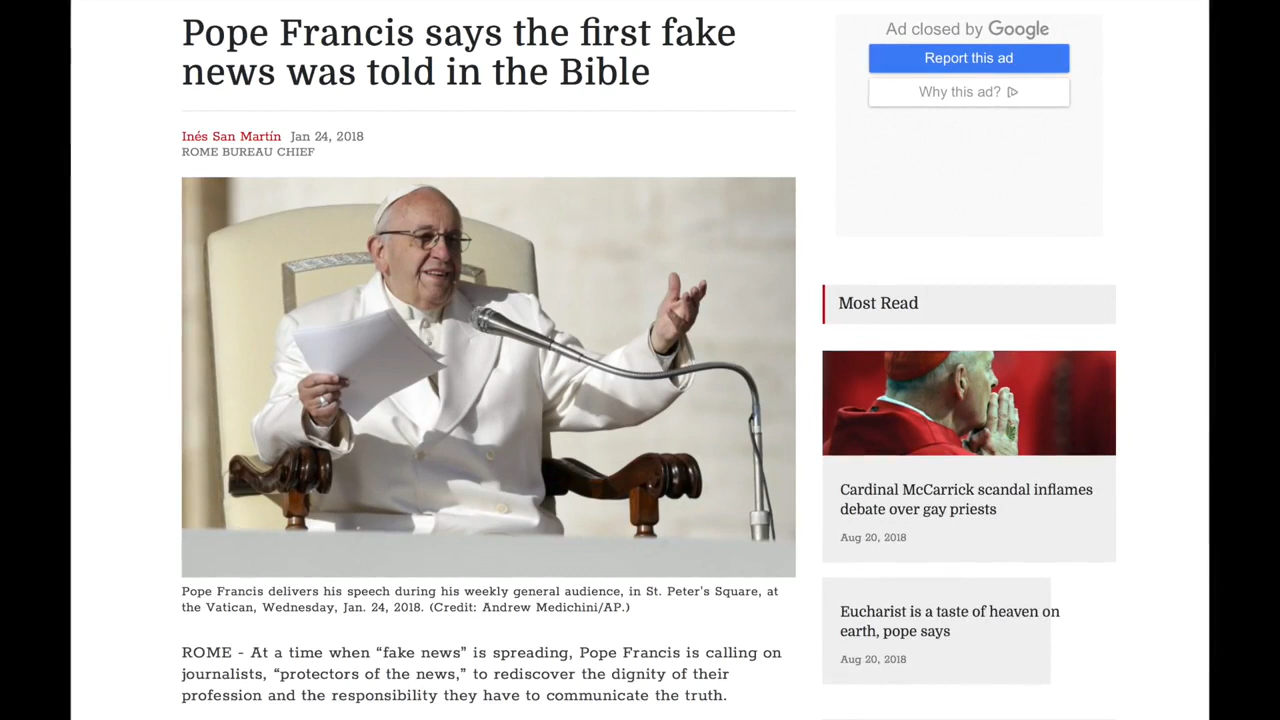 Pope Francis says the first fake
news was told in the Bible
Inés San Martín Jan 24, 2018
ROME BUREAU CHIEF
Pope Francis delivers his speech during his weekly general audience, in St. Peter's Square, at
the Vatican, Wednesday, Jan. 24, 2018. (Credit: Andrew Medichini/AP.)
ROME - At a time when “fake news” is spreading, Pope Francis is calling on
journalists, “protectors of the news,” to rediscover the dignity of their
profession and the responsibility they have to communicate the truth.
Ad closed by Google
Report this ad
Why this ad?
Most Read
Cardinal McCarrick scandal inflames
debate over gay priests
Aug 20, 2018
Eucharist is a taste of heaven on
earth, pope says
Aug 20, 2018